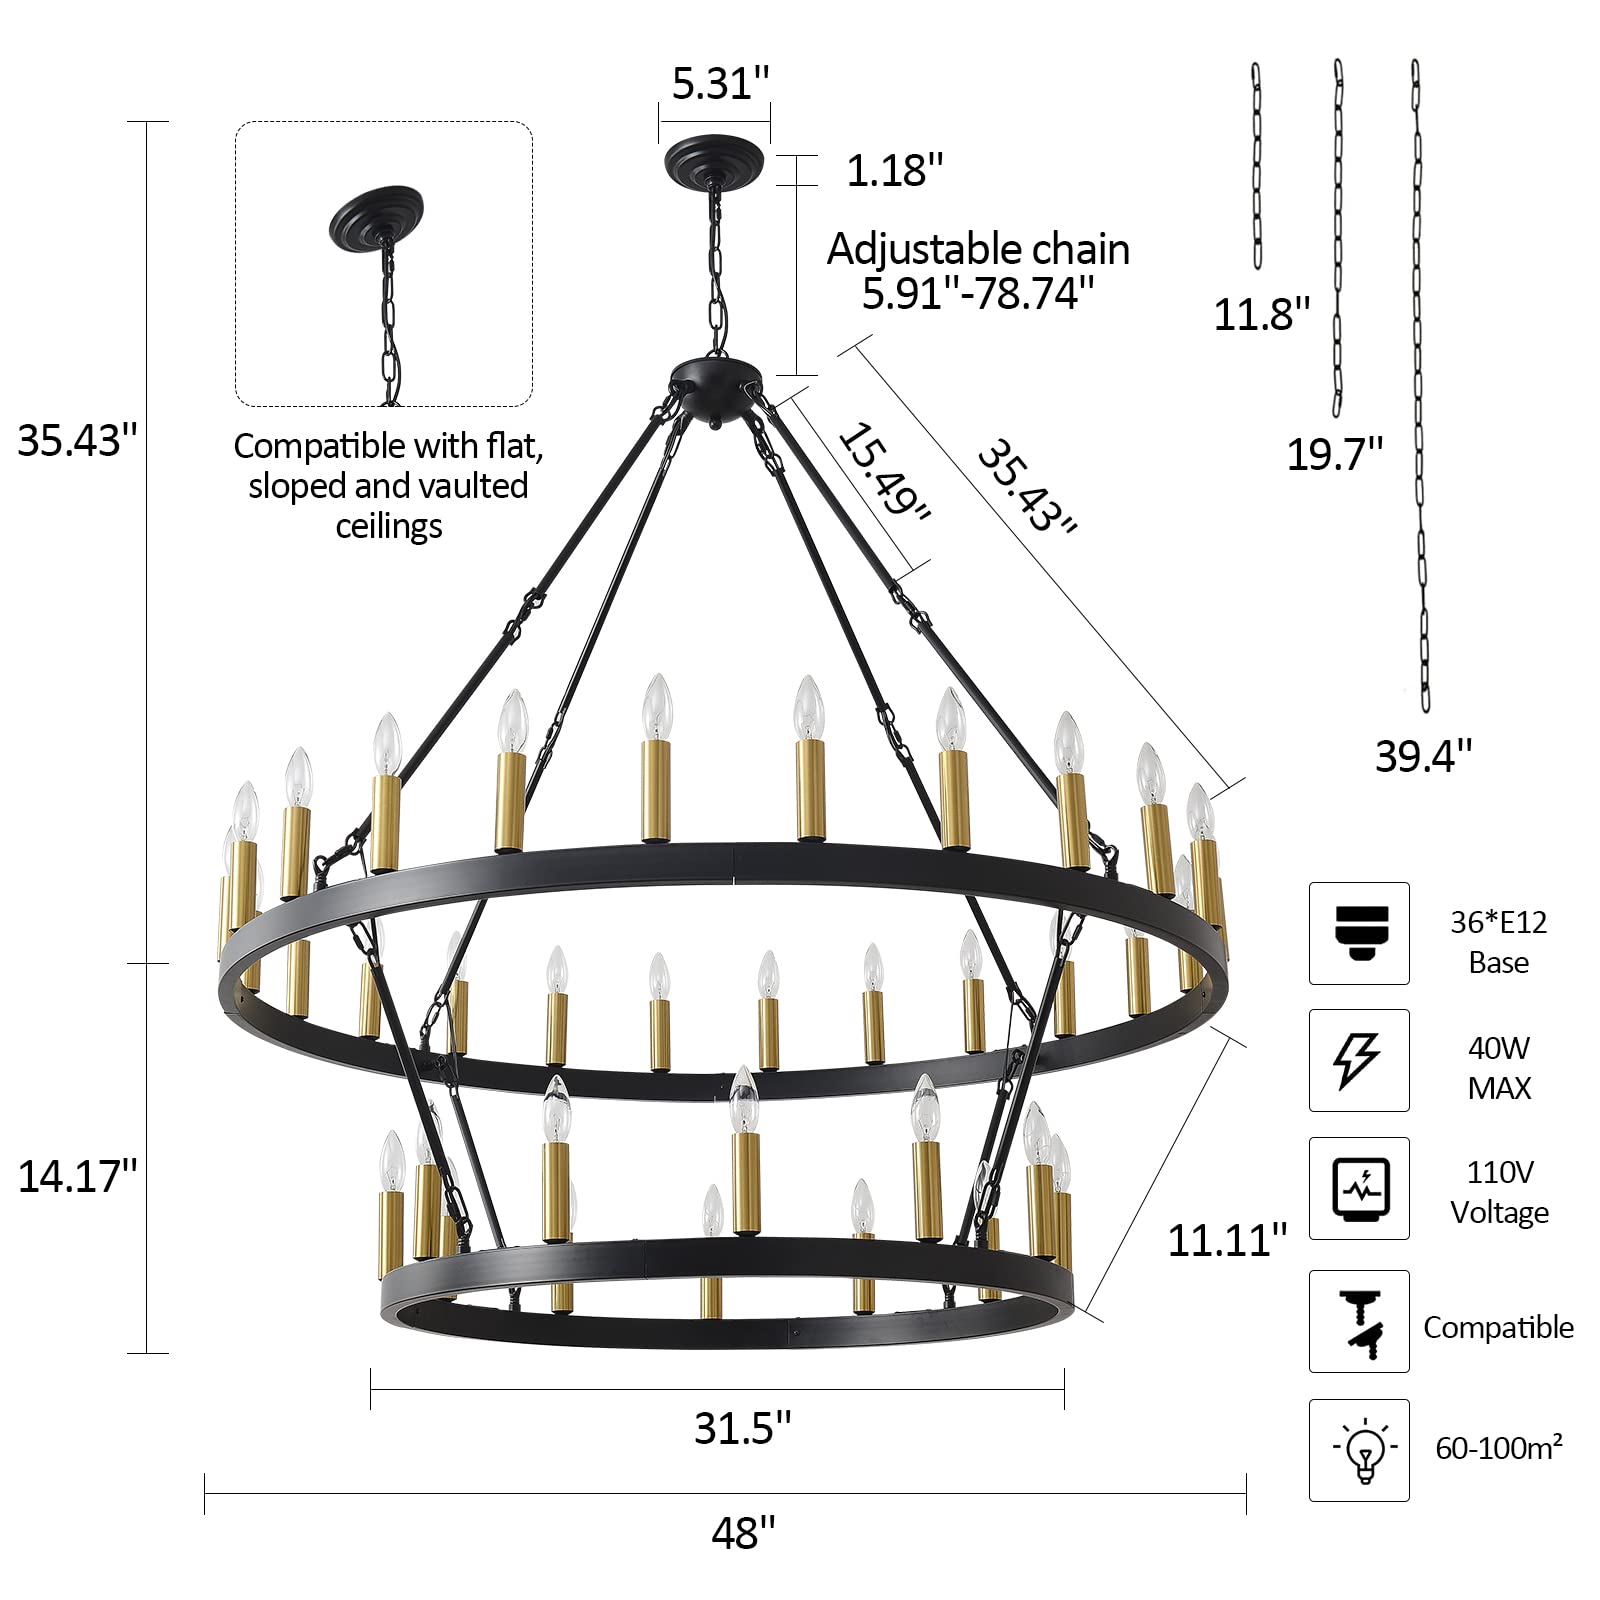 5.31"
1.18"
Adjustable chain
5.91"-78.74"
11.8"
19.7"
39.4"
35.43"
Compatible with flat,
sloped and vaulted
ceilings
15.49"
35.43"
14.17"
11.11"
31.5"
48"
36*E12
Base
40W
MAX
110V
Voltage
Compatible
60-100m²